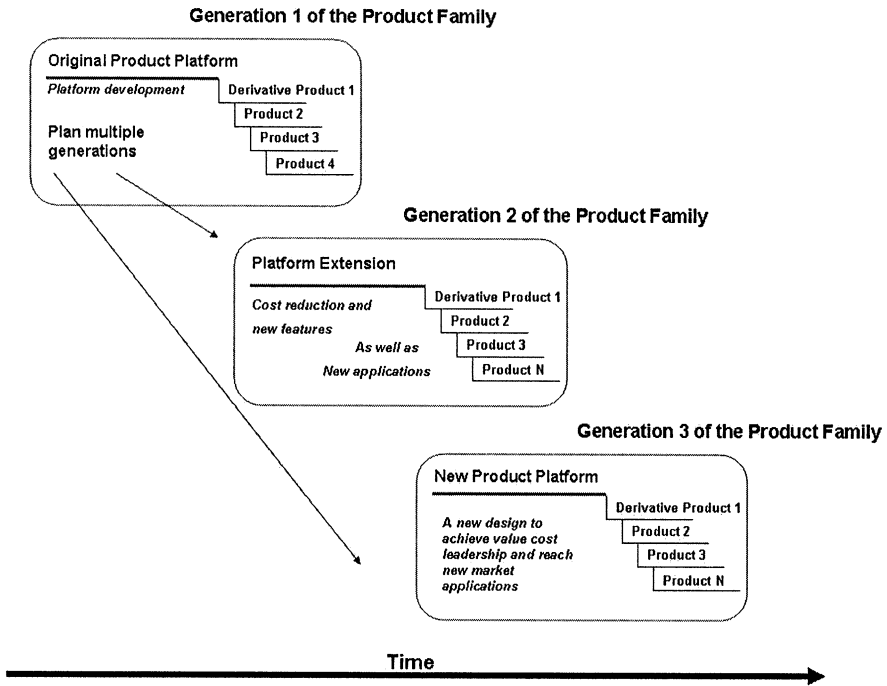 Generation 1 of the Product Family
Original Product Platform
Platform development
Derivative Product 1
Product 2
Product 3
Product 4
Plan multiple
generations
Generation 2 of the Product Family
Platform Extension
Cost reduction and
new features
As well as
New applications
Derivative Product 1
Product 2
Product 3
Product N
Generation 3 of the Product Family
New Product Platform
A new design to
achieve value cost
leadership and reach
new market
applications
Derivative Product 1
Product 2
Product 3
Product N
Time